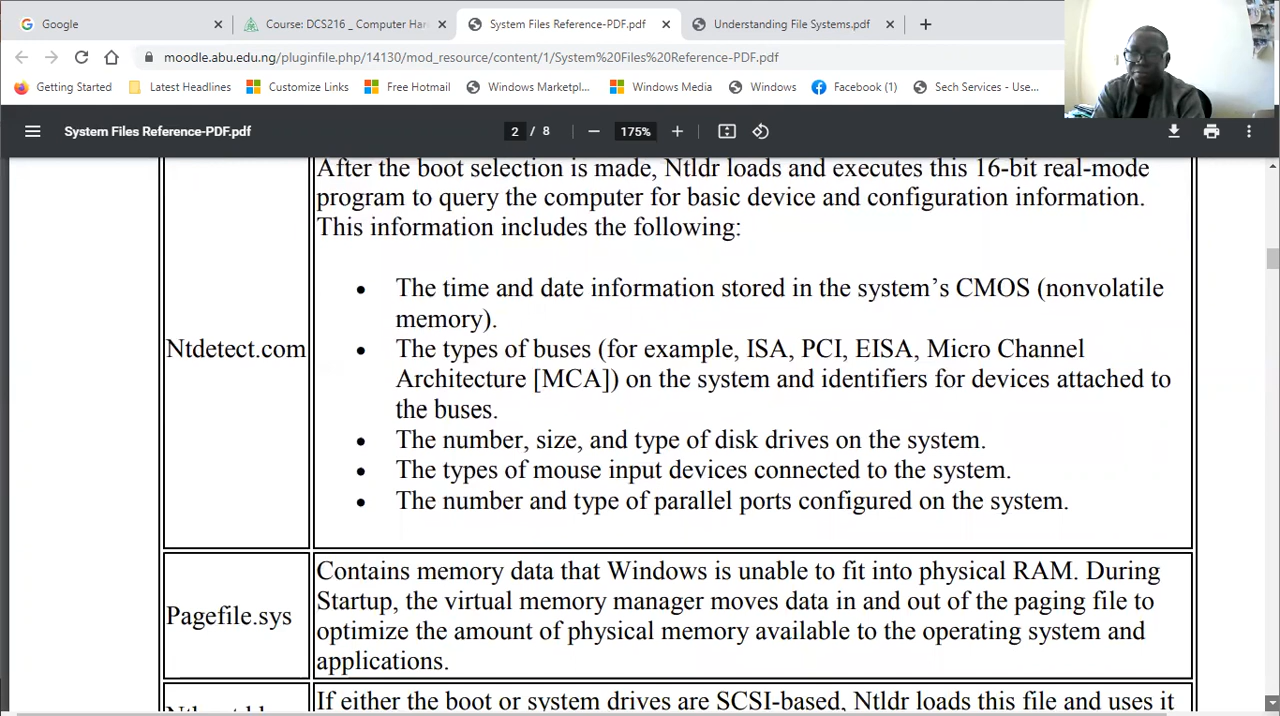 Google
Course: DCS216 _ Computer Har
System Files Reference-PDF.pdf
Understanding File Systems.pdf
moodle.abu.edu.ng/pluginfile.php/14130/mod_resource/content/1/System%20Files%20Reference-PDF.pdf
Getting Started
Latest Headlines
Customize Links
Free Hotmail
Windows Marketpl...
Windows Media
Windows
Facebook (1)
Sech Services - Use...
System Files Reference-PDF.pdf
2 / 8
175%
After the boot selection is made, Ntldr loads and executes this 16-bit real-mode
program to query the computer for basic device and configuration information.
This information includes the following:
Ntdetect.com
• The time and date information stored in the system’s CMOS (nonvolatile
memory).
• The types of buses (for example, ISA, PCI, EISA, Micro Channel
Architecture [MCA]) on the system and identifiers for devices attached to
the buses.
• The number, size, and type of disk drives on the system.
• The types of mouse input devices connected to the system.
• The number and type of parallel ports configured on the system.
Pagefile.sys
Contains memory data that Windows is unable to fit into physical RAM. During
Startup, the virtual memory manager moves data in and out of the paging file to
optimize the amount of physical memory available to the operating system and
applications.
If either the boot or system drives are SCSI-based, Ntldr loads this file and uses it